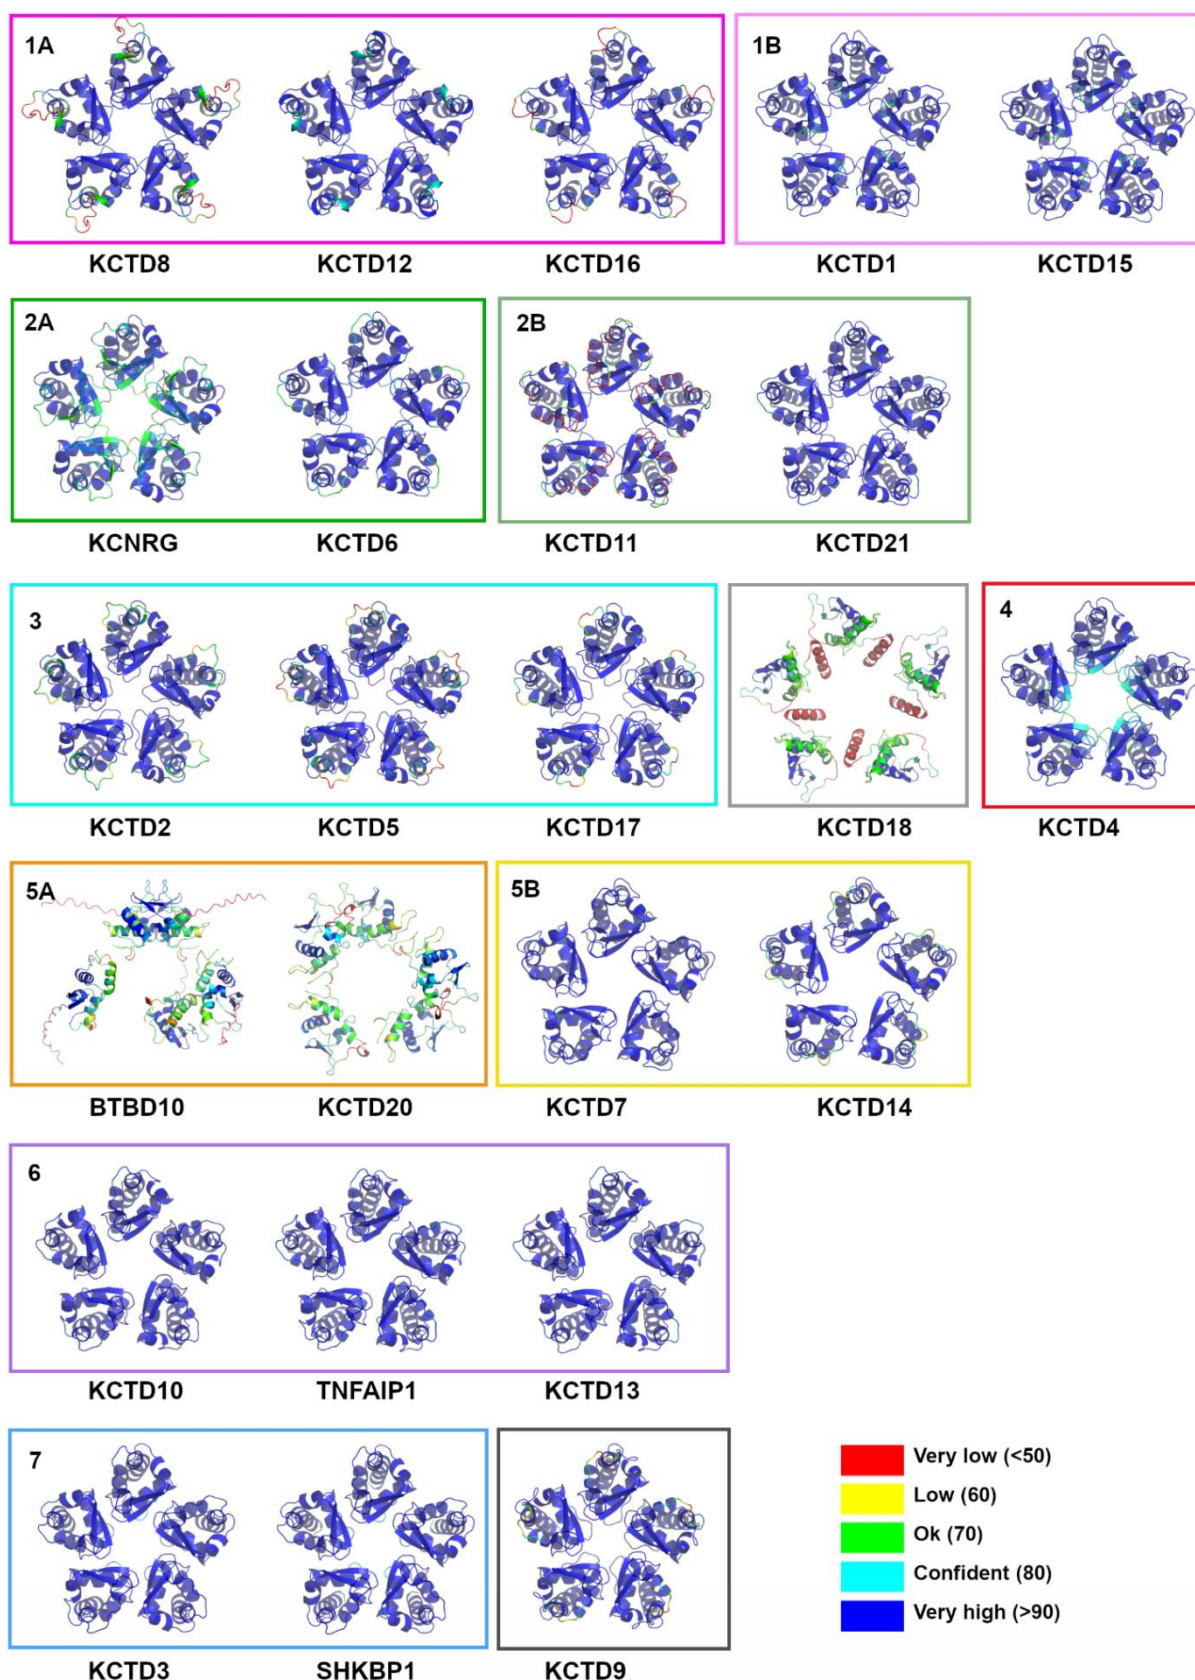 1A
1B
KCTD8 KCTD12 KCTD16 KCTD1 KCTD15
2A
2B
KCNRG KCTD6 KCTD11 KCTD21
3
4
KCTD2 KCTD5 KCTD17 KCTD18 KCTD4
5A
5B
BTBD10 KCTD20 KCTD7 KCTD14
6
KCTD10 TNFAIP1 KCTD13
7
Very low (<50)
Low (60)
Ok (70)
Confident (80)
Very high (>90)
KCTD3 SHKBP1 KCTD9